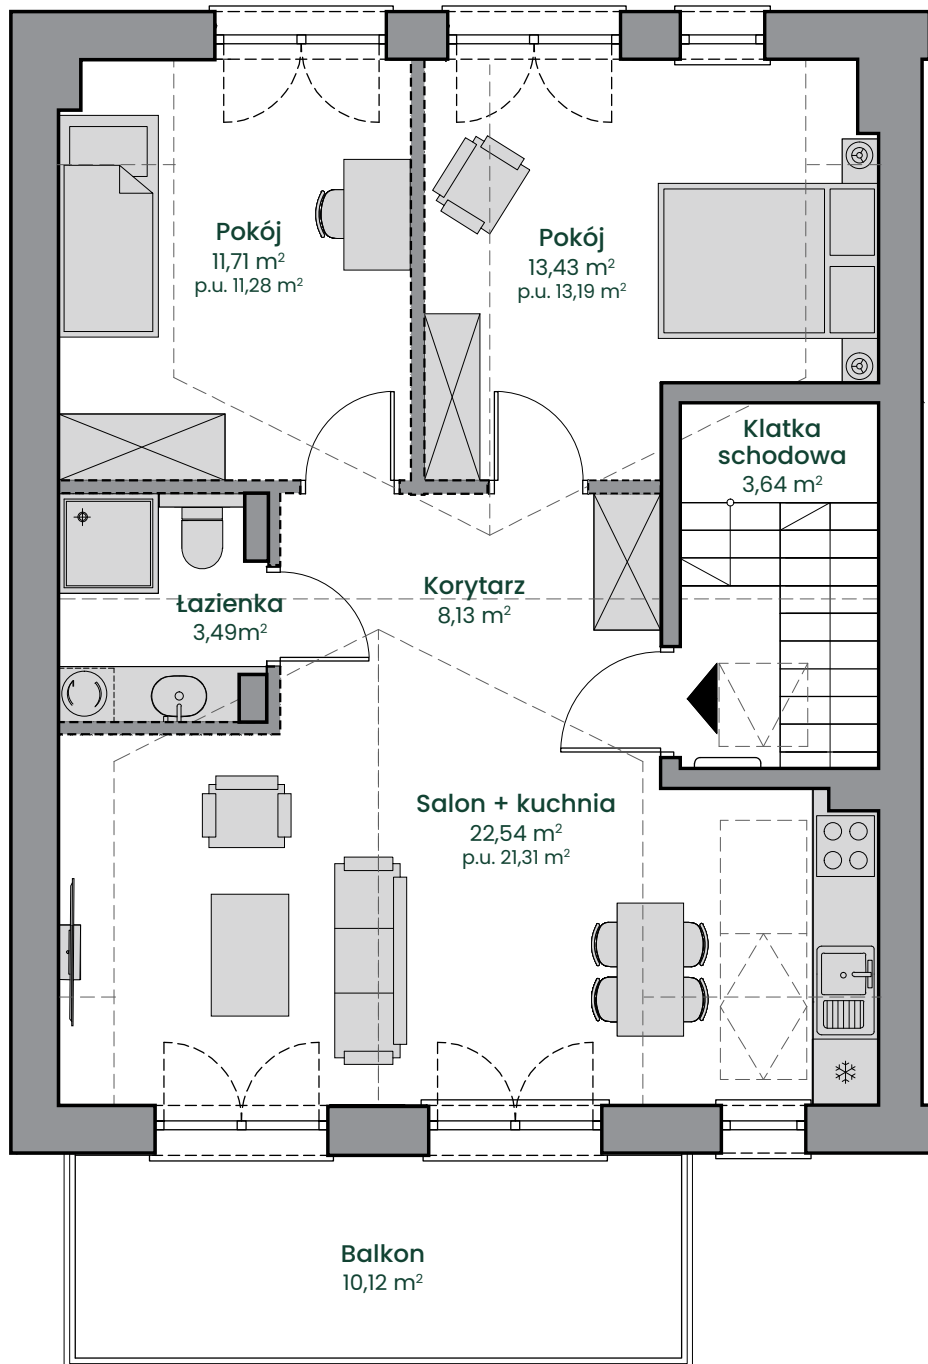 Pokój
11,71 m²
p.u. 11,28 m²
Pokój
13,43 m²
p.u. 13,19 m²
Klatka
schodowa
3,64 m²
Łazienka
3,49m²
Korytarz
8,13 m²
Salon + kuchnia
22,54 m²
p.u. 21,31 m²
Balkon
10,12 m²